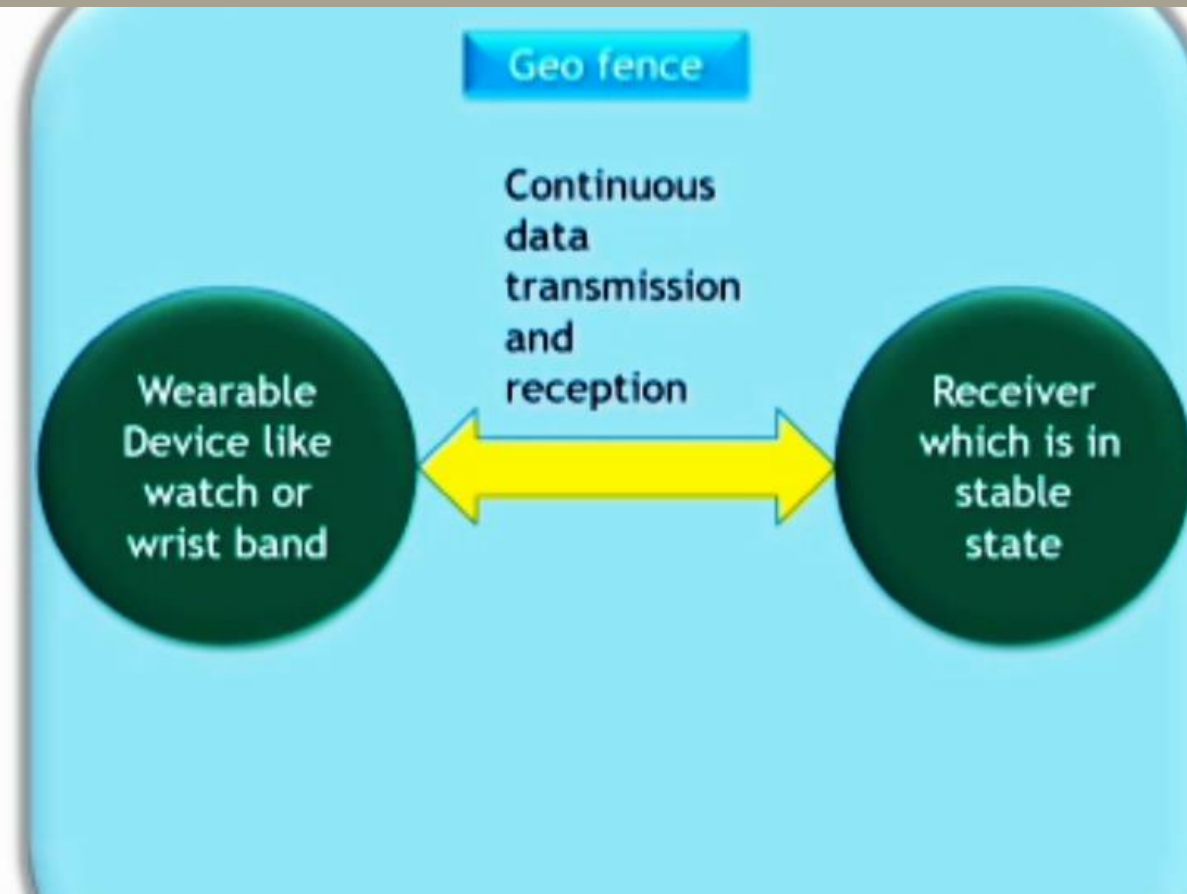 Geo fence
Continuous
data
transmission
and
reception
Wearable
Device like
watch or
wrist band
Receiver
which is in
stable
state